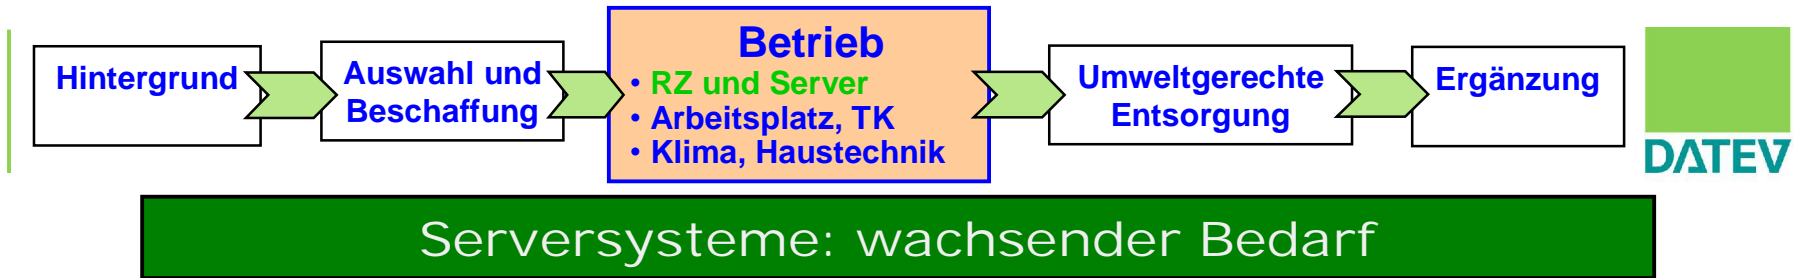 Hintergrund
Auswahl und
Beschaffung
Betrieb
• RZ und Server
• Arbeitsplatz, TK
• Klima, Haustechnik
Umweltgerechte
Entsorgung
Ergänzung
DATEV
Serversysteme: wachsender Bedarf